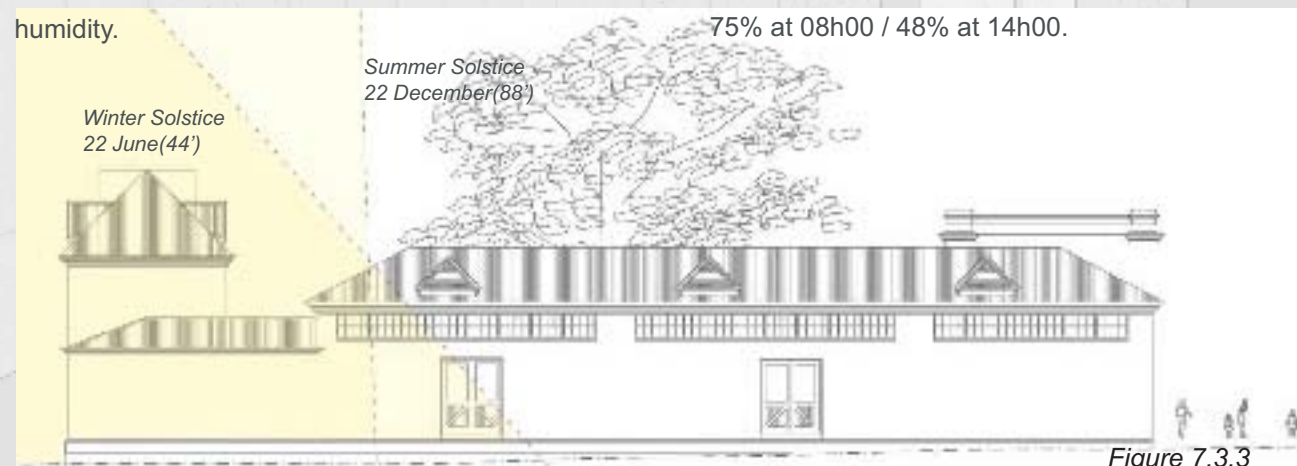 humidity.
75% at 08h00 / 48% at 14h00.
Summer Solstice
22 December(88')
Winter Solstice
22 June(44')
Figure 7.3.3